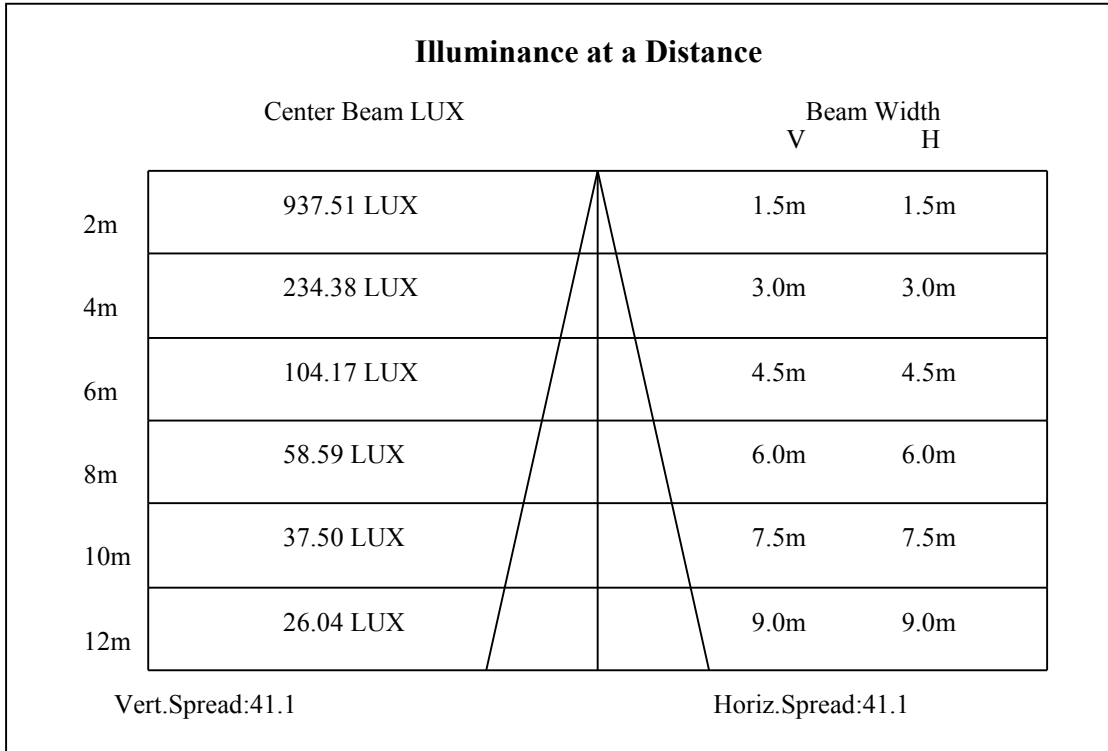 Illuminance at a Distance
Center Beam LUX Beam Width
V H
2m 937.51 LUX 1.5m 1.5m
4m 234.38 LUX 3.0m 3.0m
6m 104.17 LUX 4.5m 4.5m
8m 58.59 LUX 6.0m 6.0m
10m 37.50 LUX 7.5m 7.5m
12m 26.04 LUX 9.0m 9.0m
Vert.Spread:41.1 Horiz.Spread:41.1